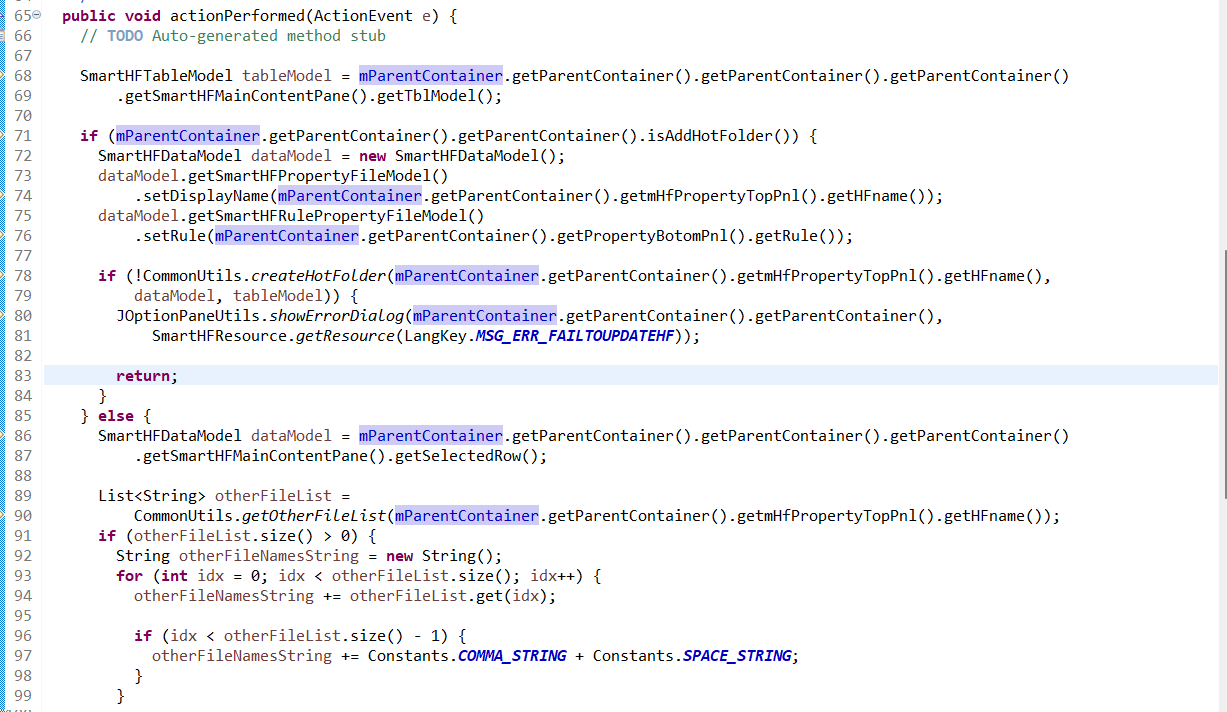 65 public void actionPerformed(ActionEvent e) {
66 // TODO Auto-generated method stub
67
68 SmartHFTableModel tableModel = mParentContainer.getParentContainer().getParentContainer().getParentContainer()
69 .getSmartHFMainContentPane().getTblModel();
70
71 if (mParentContainer.getParentContainer().getParentContainer().isAddHotFolder()) {
72 SmartHFDataModel dataModel = new SmartHFDataModel();
73 dataModel.getSmartHFPropertyFileModel()
74 .setDisplayName(mParentContainer.getParentContainer().getmHfPropertyTopPnl().getHFname());
75 dataModel.getSmartHFRulePropertyFileModel()
76 .setRule(mParentContainer.getParentContainer().getPropertyBotomPnl().getRule());
77
78 if (!CommonUtils.createHotFolder(mParentContainer.getParentContainer().getmHfPropertyTopPnl().getHFname(),
79 dataModel, tableModel)) {
80 JOptionPaneUtils.showErrorDialog(mParentContainer.getParentContainer().getParentContainer(),
81 SmartHFResource.getResource(LangKey.MSG_ERR_FAILTOUPDATEHF));
82
83 return;
84 }
85 } else {
86 SmartHFDataModel dataModel = mParentContainer.getParentContainer().getParentContainer().getParentContainer()
87 .getSmartHFMainContentPane().getSelectedRow();
88
89 List<String> otherFileList =
90 CommonUtils.getOtherFileList(mParentContainer.getParentContainer().getmHfPropertyTopPnl().getHFname());
91 if (otherFileList.size() > 0) {
92 String otherFileNamesString = new String();
93 for (int idx = 0; idx < otherFileList.size(); idx++) {
94 otherFileNamesString += otherFileList.get(idx);
95
96 if (idx < otherFileList.size() - 1) {
97 otherFileNamesString += Constants.COMMA_STRING + Constants.SPACE_STRING;
98 }
99 }